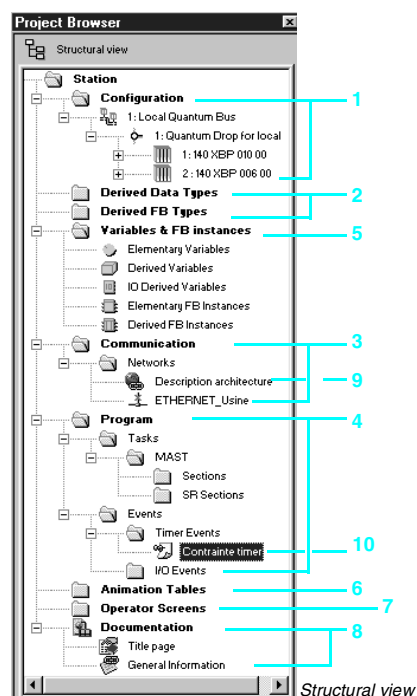 Project Browser
Structural view
Station
Configuration 1
1: Local Quantum Bus
1: Quantum Drop for local
1: 140 XBP 010 00
2 : 140 XBP 006 00
Derived Data Types 2
Derived FB Types
Variables & FB instances 5
Elementary Variables
Derived Variables
IO Derived Variables
Elementary FB Instances
Derived FB Instances
Communication 3
Networks
Description architecture 9
ETHERNET_Usine
Program 4
Tasks
MAST
Sections
SR Sections
Events
Timer Events
Contrainte timer 10
I/O Events
Animation Tables 6
Operator Screens 7
Documentation 8
Title page
General Information
Structural view